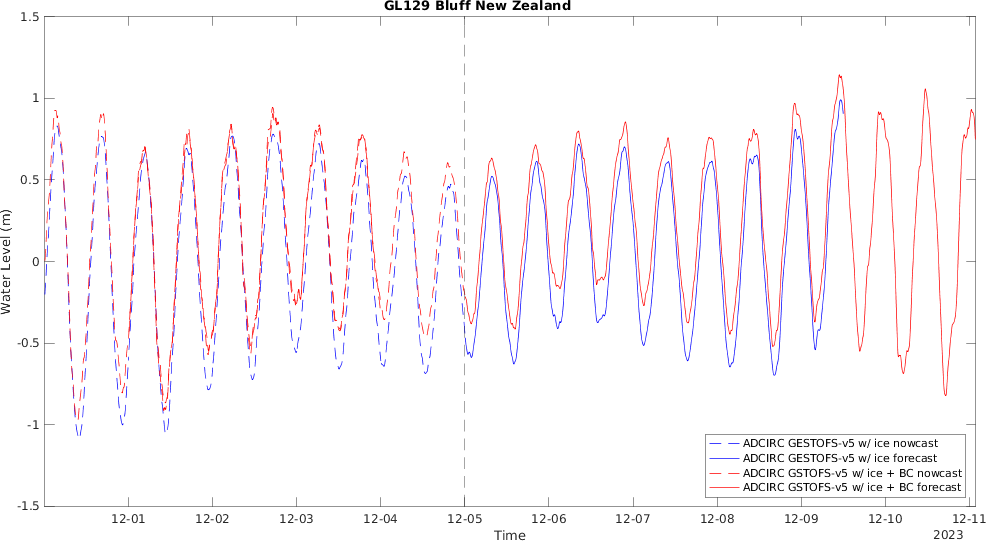 GL129 Bluff New Zealand
1.5
1
0.5
0
-0.5
-1
-1.5
Water Level (m)
12-01 12-02 12-03 12-04 12-05 12-06 12-07 12-08 12-09 12-10 12-11
Time
2023
ADCIRC GESTOFS-v5 w/ ice nowcast
ADCIRC GESTOFS-v5 w/ ice forecast
ADCIRC GSTOFS-v5 w/ ice + BC nowcast
ADCIRC GSTOFS-v5 w/ ice + BC forecast